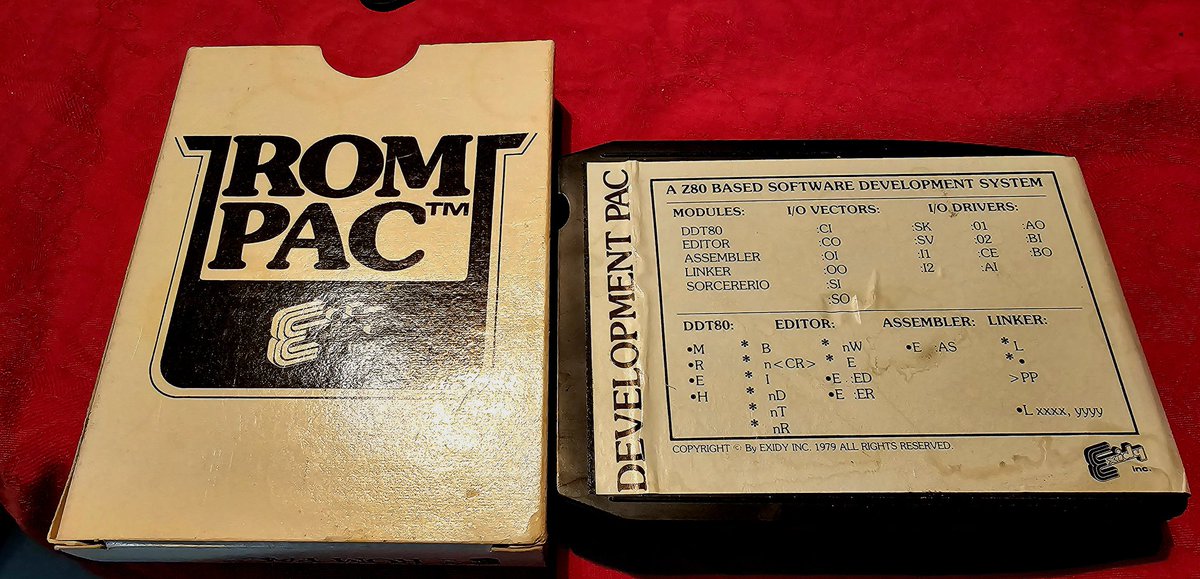 ROM
PAC™
DEVELOPMENT PAC
A Z80 BASED SOFTWARE DEVELOPMENT SYSTEM
MODULES: I/O VECTORS: I/O DRIVERS:
DDT80 :CI :SK :01 :AO
EDITOR :CO :SV :02 :BI
ASSEMBLER :OI :I1 :CE :BO
LINKER :OO :I2 :AI
SORCERERIO :SI
:SO
DDT80: EDITOR: ASSEMBLER: LINKER:
•M * B * nW •E :AS * L
•R * n<CR> * E * •
•E * I •E :ED >PP
•H * nD •E :ER
* nT •L xxxx, yyyy
* nR
COPYRIGHT © By EXIDY INC. 1979 ALL RIGHTS RESERVED.
Exidy
inc.